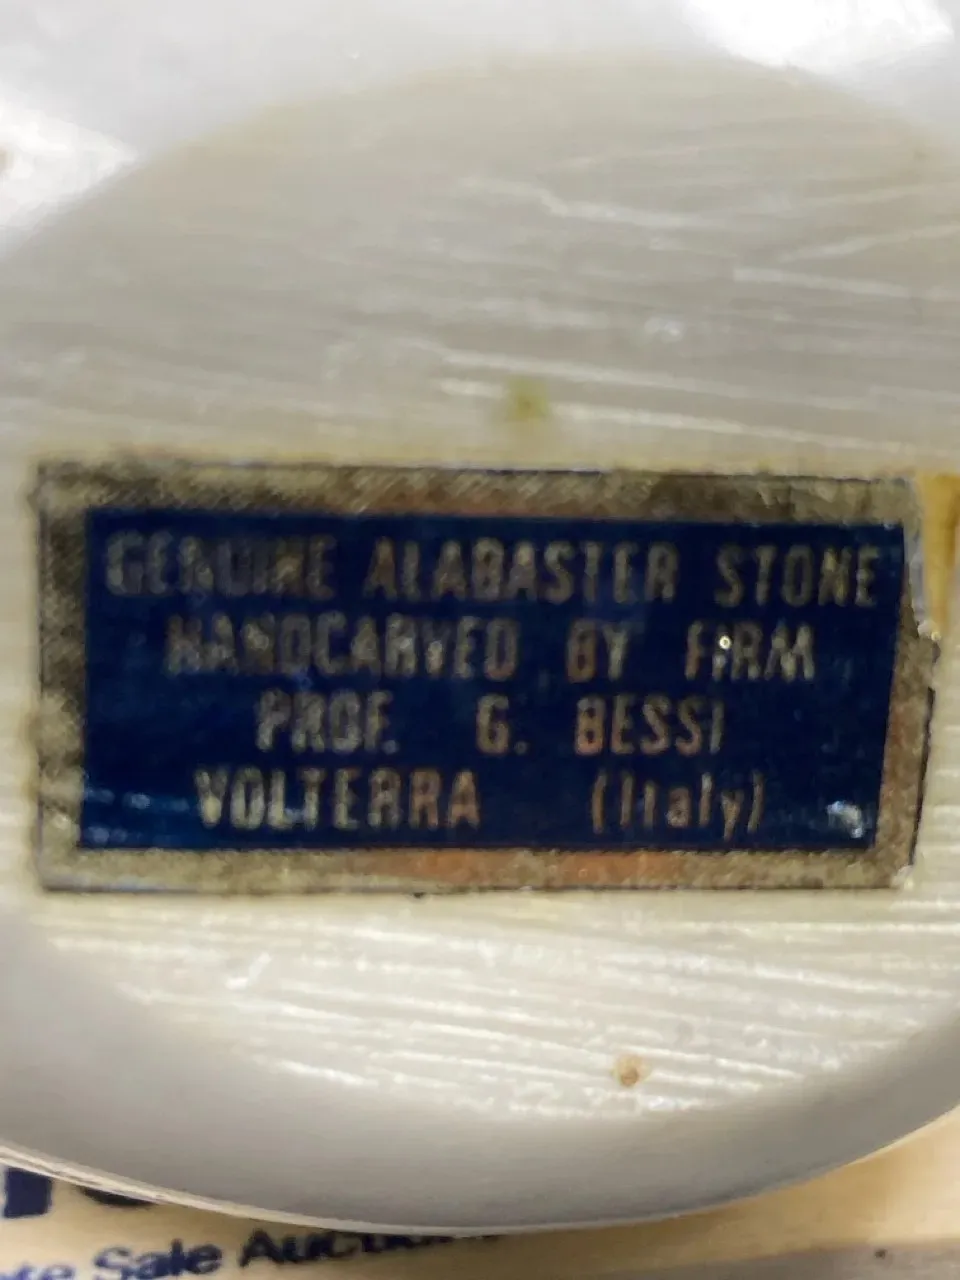 GENUINE ALABASTER STONE
HANDCARVED BY FIRM
PROF. G. BESSI
VOLTERRA (Italy)
Sale